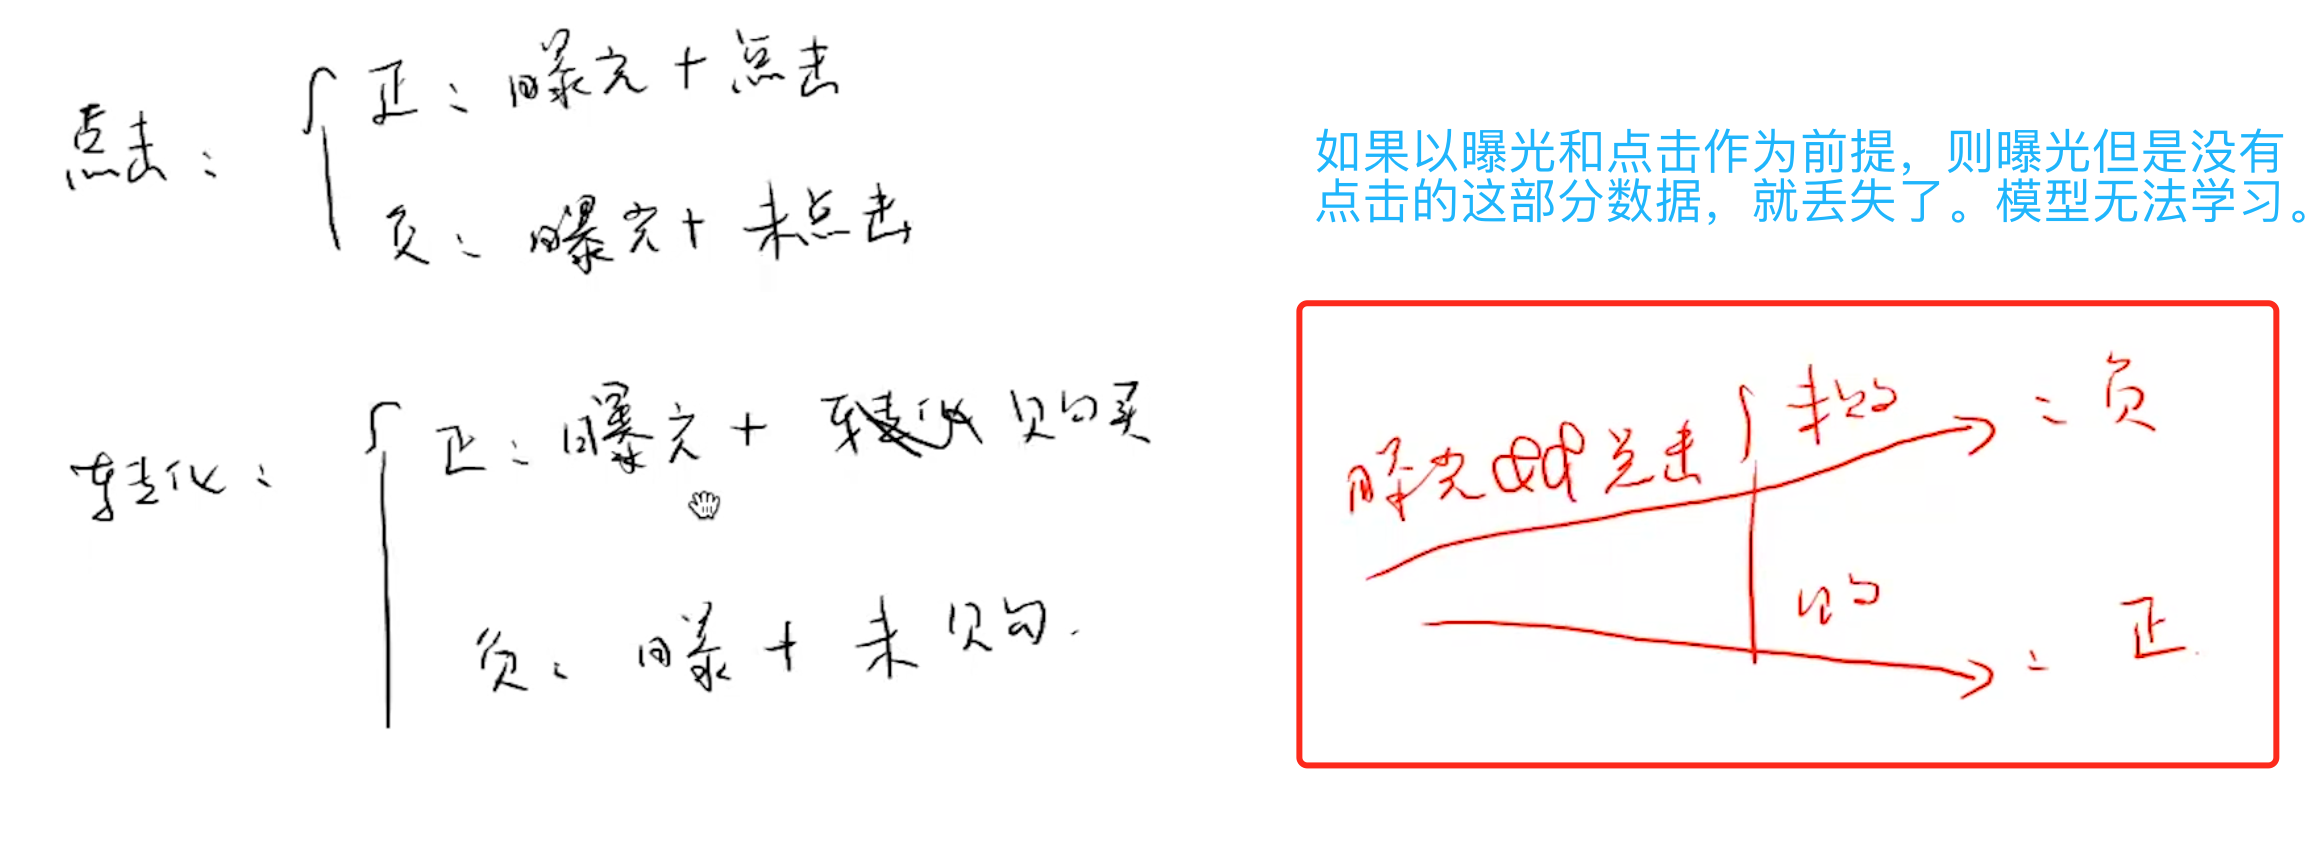 点击：
正：曝光＋点击
负：曝光＋未点击
转化：
正：曝光＋转化 购买
负：曝＋未购.
如果以曝光和点击作为前提，则曝光但是没有
点击的这部分数据，就丢失了。模型无法学习。
曝光&&点击
未购：负
购：正.